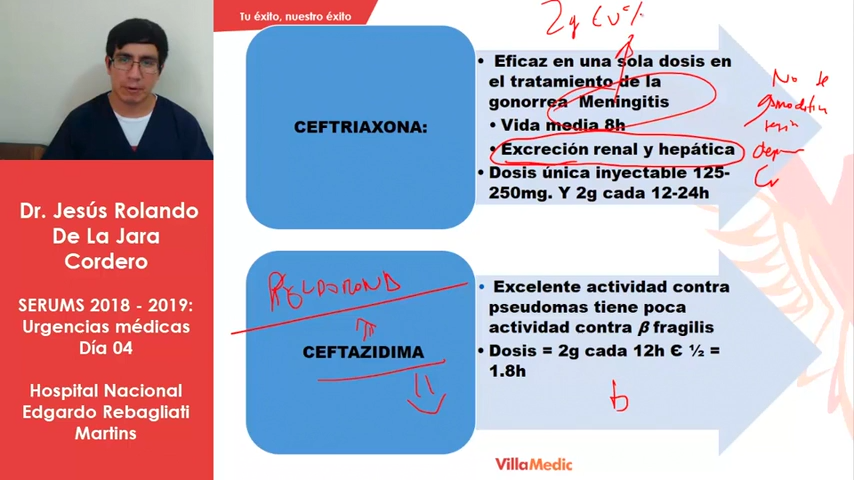 Tu éxito, nuestro éxito
2g EV c/
CEFTRIAXONA:
• Eficaz en una sola dosis en
el tratamiento de la
gonorrea Meningitis
• Vida media 8h
• Excreción renal y hepática
• Dosis única inyectable 125-
250mg. Y 2g cada 12-24h
No se
Dr. Jesús Rolando
De La Jara
Cordero
SERUMS 2018 - 2019:
Urgencias médicas
Día 04
Hospital Nacional
Edgardo Rebagliati
Martins
CEFTAZIDIMA
• Excelente actividad contra
pseudomas tiene poca
actividad contra β fragilis
• Dosis = 2g cada 12h Є ½ =
1.8h
b
VillaMedic